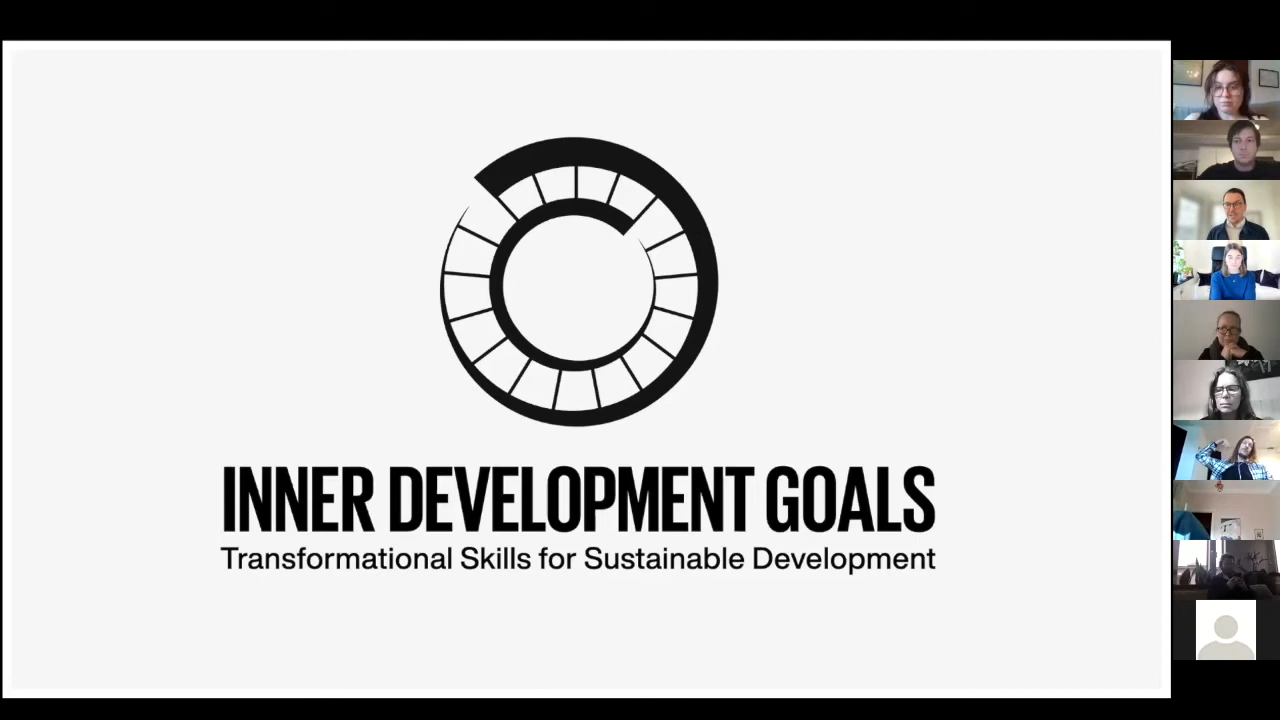 INNER DEVELOPMENT GOALS
Transformational Skills for Sustainable Development